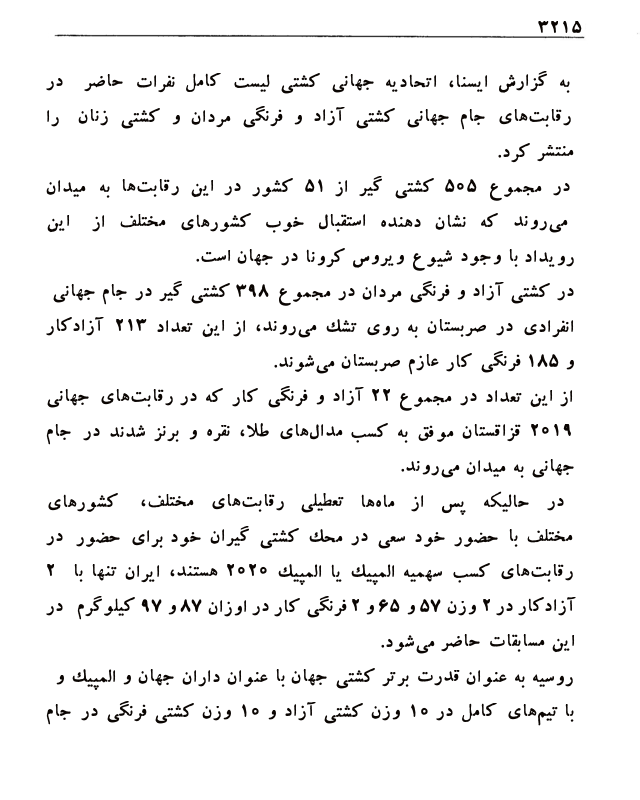 ۳۲۱۵
به گزارش ایسنا، اتحادیه جهانی کشتی لیست کامل نفرات حاضر در
رقابت‌های جام جهانی کشتی آزاد و فرنگی مردان و کشتی زنان را
منتشر کرد.
در مجموع ۵۰۵ کشتی گیر از ۵۱ کشور در این رقابت‌ها به میدان
می‌روند که نشان دهنده استقبال خوب کشورهای مختلف از این
رویداد با وجود شیوع ویروس کرونا در جهان است.
در کشتی آزاد و فرنگی مردان در مجموع ۳۹۸ کشتی گیر در جام جهانی
انفرادی در صربستان به روی تشك می‌روند، از این تعداد ۲۱۳ آزادکار
و ۱۸۵ فرنگی کار عازم صربستان می‌شوند.
از این تعداد در مجموع ۲۲ آزاد و فرنگی کار که در رقابت‌های جهانی
۲۰۱۹ قزاقستان موفق به کسب مدال‌های طلا، نقره و برنز شدند در جام
جهانی به میدان می‌روند.
در حالیکه پس از ماه‌ها تعطیلی رقابت‌های مختلف، کشورهای
مختلف با حضور خود سعی در محك کشتی گیران خود برای حضور در
رقابت‌های کسب سهمیه المپیك یا المپیك ۲۰۲۰ هستند، ایران تنها با ۲
آزادکار در ۲ وزن ۵۷ و ۶۵ و ۲ فرنگی کار در اوزان ۸۷ و ۹۷ کیلوگرم در
این مسابقات حاضر می‌شود.
روسیه به عنوان قدرت برتر کشتی جهان با عنوان داران جهان و المپیك و
با تیم‌های کامل در ۱۰ وزن کشتی آزاد و ۱۰ وزن کشتی فرنگی در جام